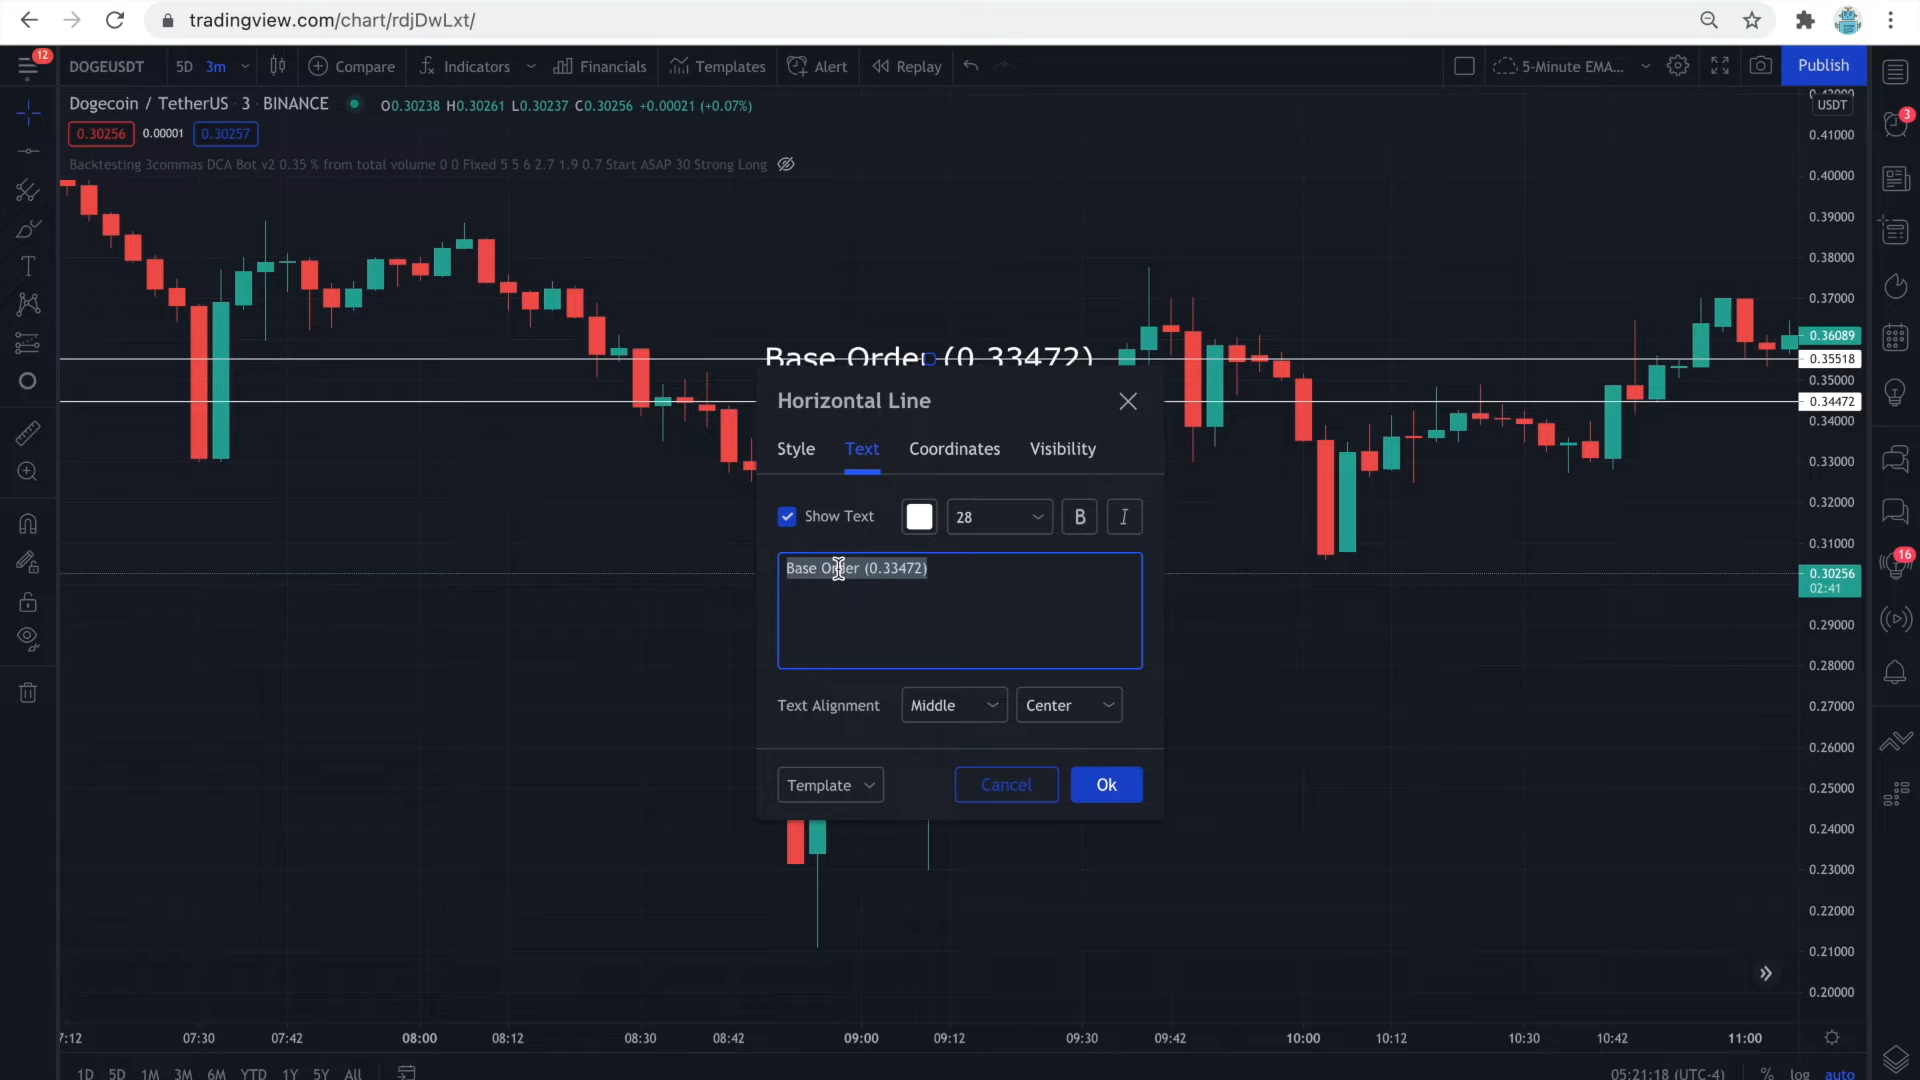 tradingview.com/chart/rdjDwLxt/
12
DOGEUSDT 5D 3m Compare Indicators Financials Templates Alert Replay 5-Minute EMA... Publish
Dogecoin / TetherUS 3 BINANCE O0.30238 H0.30261 L0.30237 C0.30256 +0.00021 (+0.07%)
0.30256 0.00001 0.30257
Backtesting 3commas DCA Bot v2 0.35 % from total volume 0 0 Fixed 5 5 6 2.7 1.9 0.7 Start ASAP 30 Strong Long
USDT
3
0.41000
0.40000
0.39000
0.38000
0.37000
0.36089
Base Order (0.33472)
0.35518
0.35000
0.34472
0.34000
0.33000
0.32000
0.31000
0.30256
02:41
0.29000
0.28000
0.27000
0.26000
0.25000
0.24000
0.23000
0.22000
0.21000
0.20000
16
Horizontal Line
Style Text Coordinates Visibility
Show Text 28 B I
Base Order (0.33472)
Text Alignment Middle Center
Template Cancel Ok
7:12 07:30 07:42 08:00 08:12 08:30 08:42 09:00 09:12 09:30 09:42 10:00 10:12 10:30 10:42 11:00
1D 5D 1M 3M 6M YTD 1Y 5Y All 05:21:18 (UTC-4) % log auto